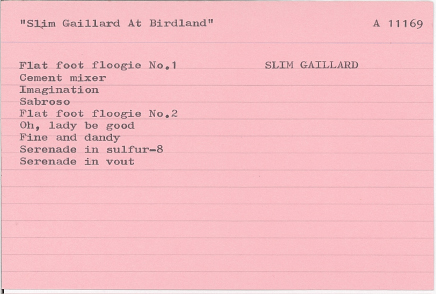 "Slim Gaillard At Birdland" A 11169
Flat foot floogie No.1 SLIM GAILLARD
Cement mixer
Imagination
Sabroso
Flat foot floogie No.2
Oh, lady be good
Fine and dandy
Serenade in sulfur-8
Serenade in vout